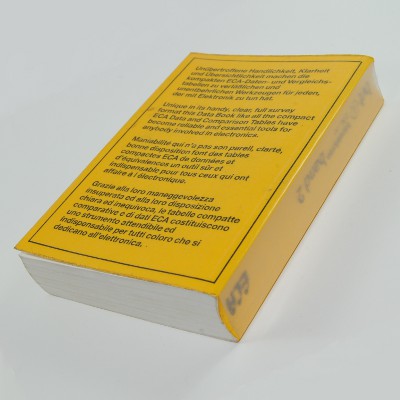 Unübertroffene Handlichkeit, Klarheit
und Übersichtlichkeit machen die
kompakten ECA-Daten- und Vergleichs-
tabellen zu verläßlichen und
unentbehrlichen Werkzeugen für jeden,
der mit Elektronik zu tun hat.
Unique in its handy, clear, full survey
format this Data Book like all the compact
ECA Data and Comparison Tables have
become reliable and essential tools for
anybody involved in electronics.
Maniabilité qui n'a pas son pareil, clarté,
bonne disposition font des tables
compactes ECA de données et
d'équivalences un outil sûr et
indispensable pour tous ceux qui ont
affaire à l'électronique.
Grazie alla loro maneggevolezza
insperata ed alla loro disposizione
chiara ed inequivoca, le tabelle compatte
comparative e di dati ECA costituiscono
uno strumento attendibile ed
indispensabile per tutti coloro che si
dedicano all'elettronica.
ECA